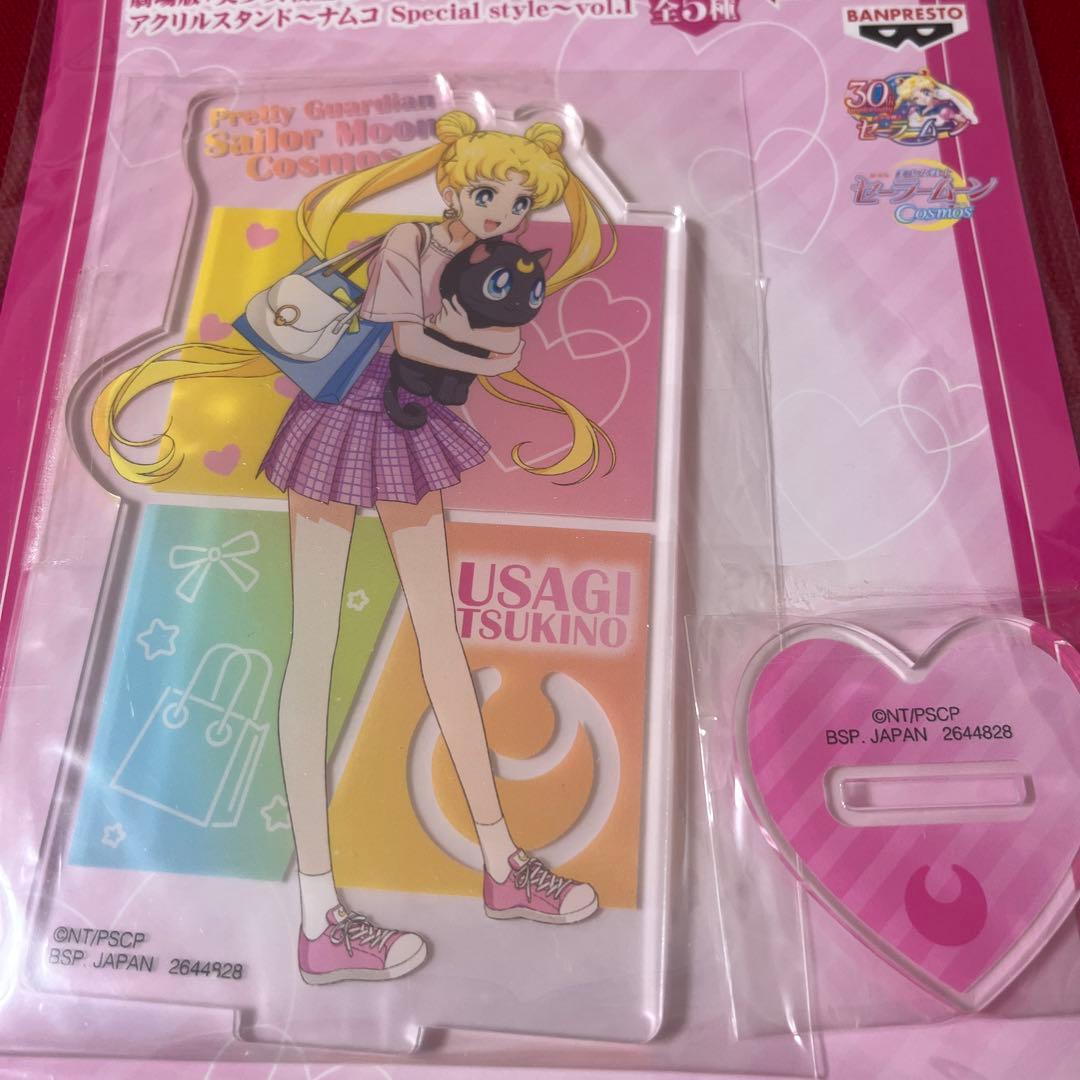 アクリルスタンド〜ナムコ Special style〜vol.1
全5種
BANPRESTO
30th
セーラームーン
セーラームーン
Cosmos
Pretty Guardian
Sailor Moon
Cosmos
USAGI
TSUKINO
©NT/PSCP
BSP. JAPAN 2644828
©NT/PSCP
BSP. JAPAN 2644828